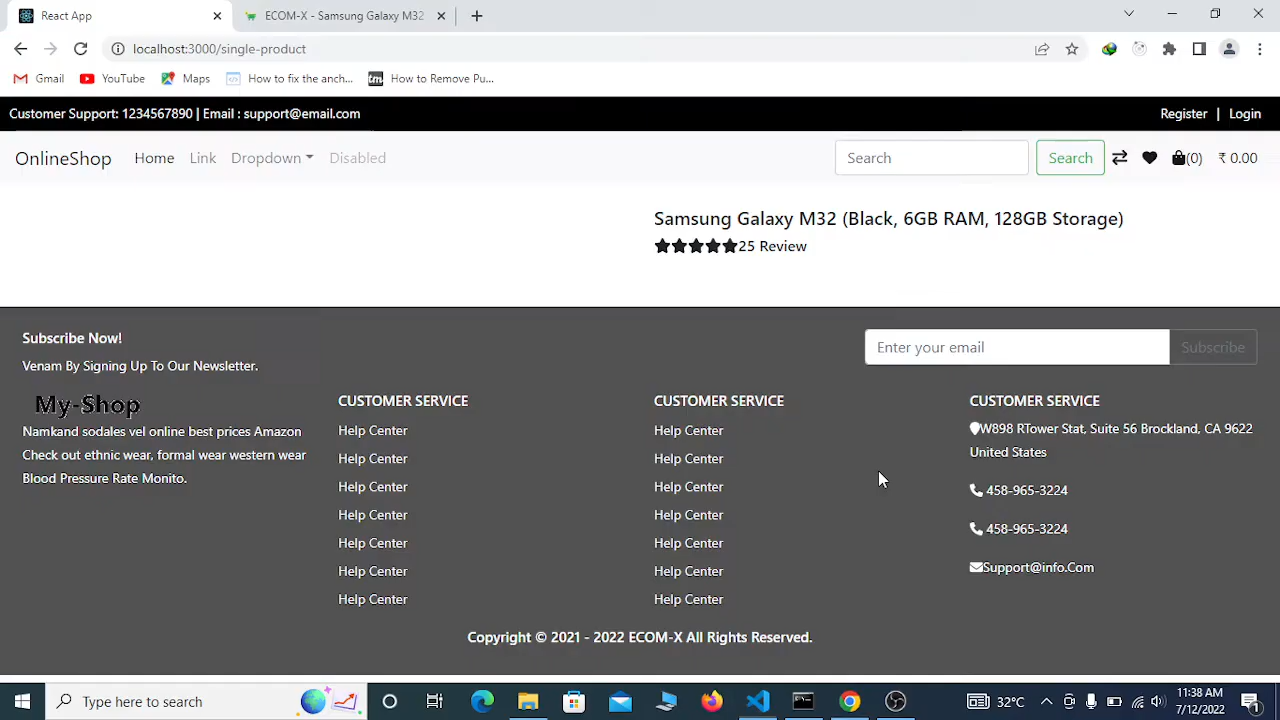 React App
ECOM-X - Samsung Galaxy M32
localhost:3000/single-product
Gmail
YouTube
Maps
How to fix the anch...
tm
How to Remove Pu...
Customer Support: 1234567890 | Email : support@email.com
Register | Login
OnlineShop
Home
Link
Dropdown
Disabled
Search
Search
(0)
₹ 0.00
Samsung Galaxy M32 (Black, 6GB RAM, 128GB Storage)
25 Review
Subscribe Now!
Venam By Signing Up To Our Newsletter.
Enter your email
Subscribe
My-Shop
Namkand sodales vel online best prices Amazon
Check out ethnic wear, formal wear western wear
Blood Pressure Rate Monito.
CUSTOMER SERVICE
Help Center
Help Center
Help Center
Help Center
Help Center
Help Center
Help Center
CUSTOMER SERVICE
Help Center
Help Center
Help Center
Help Center
Help Center
Help Center
Help Center
CUSTOMER SERVICE
W898 RTower Stat, Suite 56 Brockland, CA 9622
United States
458-965-3224
458-965-3224
Support@info.Com
Copyright © 2021 - 2022 ECOM-X All Rights Reserved.
Type here to search
32°C
11:38 AM
7/12/2022
1